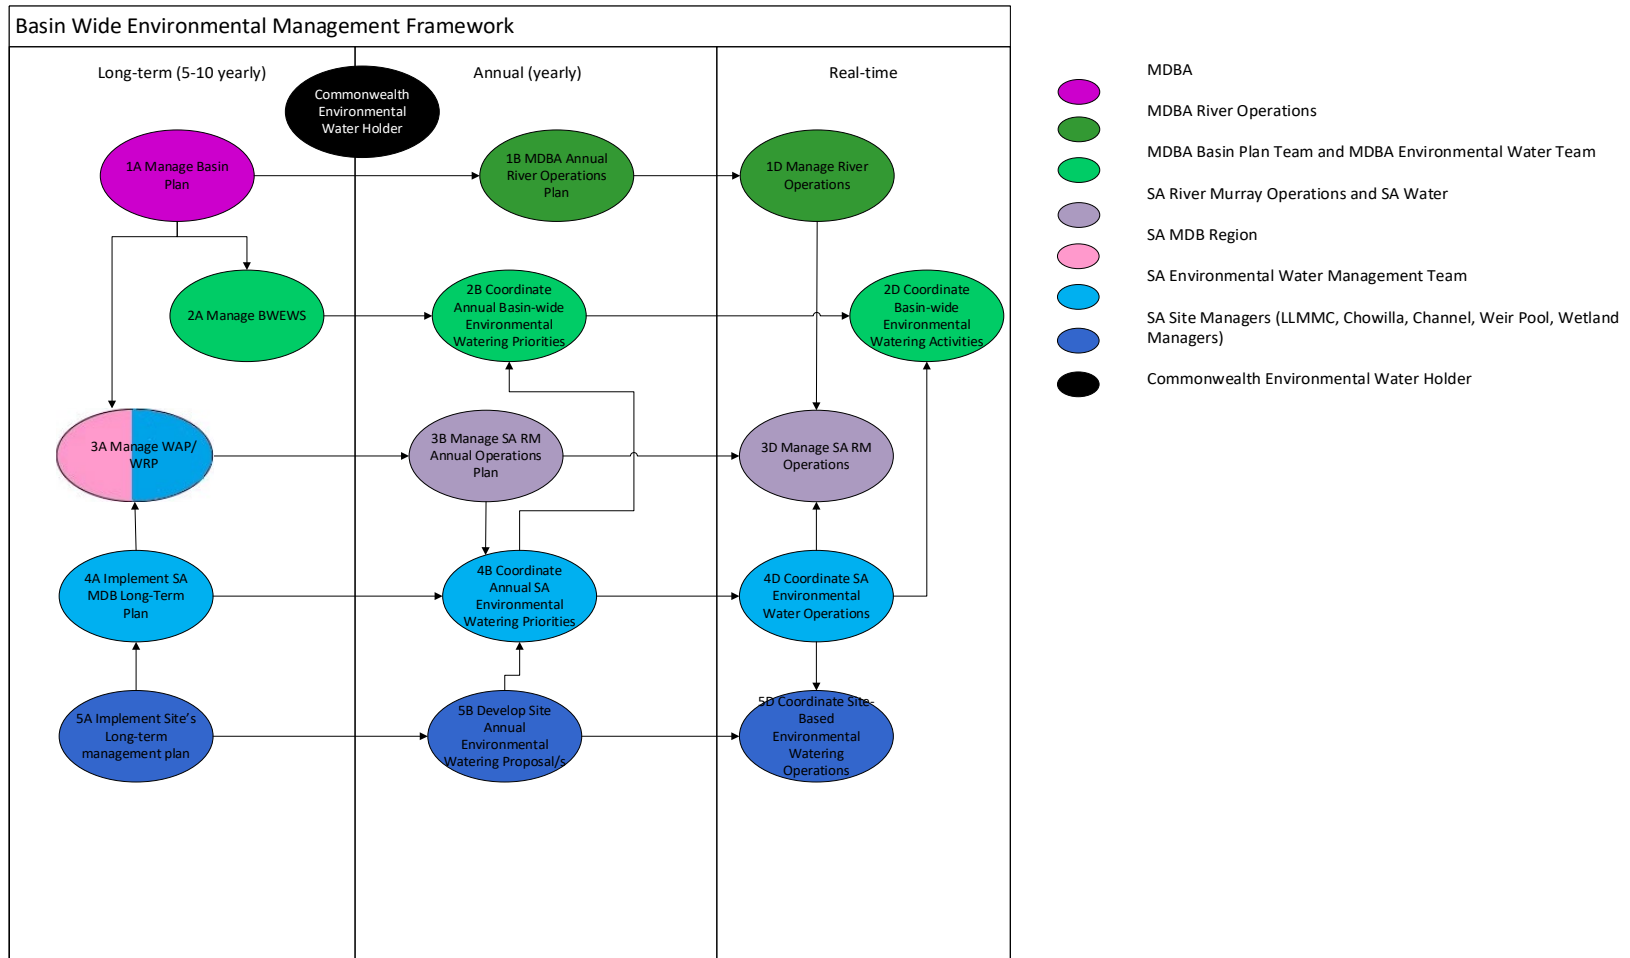 Basin Wide Environmental Management Framework
Long-term (5-10 yearly)
Annual (yearly)
Real-time
Commonwealth
Environmental
Water Holder
1A Manage Basin
Plan
1B MDBA Annual
River Operations
Plan
1D Manage River
Operations
2A Manage BWEWS
2B Coordinate
Annual Basin-wide
Environmental
Watering Priorities
2D Coordinate
Basin-wide
Environmental
Watering Activities
3A Manage WAP/
WRP
3B Manage SA RM
Annual Operations
Plan
3D Manage SA RM
Operations
4A Implement SA
MDB Long-Term
Plan
4B Coordinate
Annual SA
Environmental
Watering Priorities
4D Coordinate SA
Environmental
Water Operations
5A Implement Site's
Long-term
management plan
5B Develop Site
Annual
Environmental
Watering Proposal/s
5D Coordinate Site-
Based
Environmental
Watering
Operations
MDBA
MDBA River Operations
MDBA Basin Plan Team and MDBA Environmental Water Team
SA River Murray Operations and SA Water
SA MDB Region
SA Environmental Water Management Team
SA Site Managers (LLMMC, Chowilla, Channel, Weir Pool, Wetland
Managers)
Commonwealth Environmental Water Holder